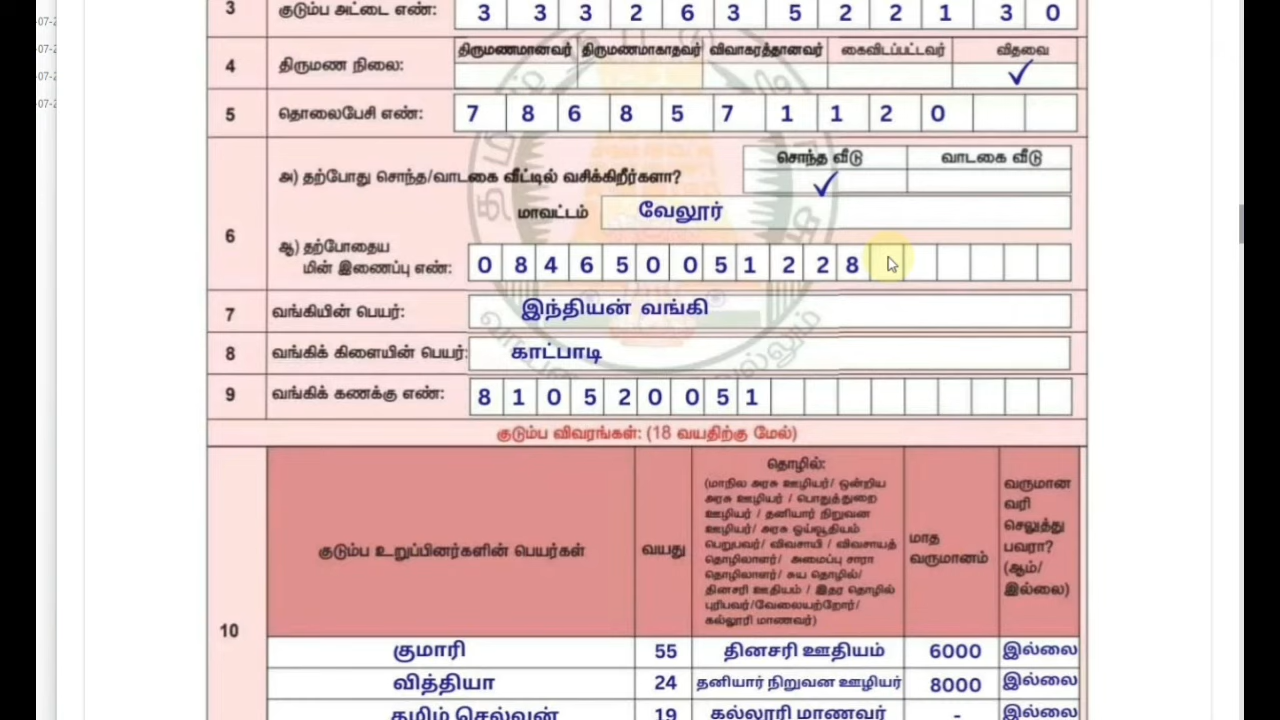 -07-2
3 குடும்ப அட்டை எண்: 3 3 3 2 6 3 5 2 2 1 3 0
-07-2
திருமணமானவர் திருமணமாகாதவர் விவாகரத்தானவர் கைவிடப்பட்டவர் விதவை
4 திருமண நிலை: ✓
-07-2
-07-2
5 தொலைபேசி எண்: 7 8 6 8 5 7 1 1 2 0
சொந்த வீடு வாடகை வீடு
அ) தற்போது சொந்த/வாடகை வீட்டில் வசிக்கிறீர்களா? ✓
மாவட்டம் வேலூர்
6
ஆ) தற்போதைய
மின் இணைப்பு எண்: 0 8 4 6 5 0 0 5 1 2 2 8
7 வங்கியின் பெயர்: இந்தியன் வங்கி
8 வங்கிக் கிளையின் பெயர்: காட்பாடி
9 வங்கிக் கணக்கு எண்: 8 1 0 5 2 0 0 5 1
குடும்ப விவரங்கள்: (18 வயதிற்கு மேல்)
10
குடும்ப உறுப்பினர்களின் பெயர்கள்
வயது
தொழில்:
(மாநில அரசு ஊழியர்/ ஒன்றிய
அரசு ஊழியர் / பொதுத்துறை
ஊழியர் / தனியார் நிறுவன
ஊழியர்/ அரசு ஓய்வூதியம்
பெறுபவர்/ விவசாயி / விவசாயத்
தொழிலாளர்/ அமைப்பு சாரா
தொழிலாளர்/ சுய தொழில்/
தினசரி ஊதியம் / இதர தொழில்
புரிபவர்/வேலையற்றோர்/
கல்லூரி மாணவர்)
மாத
வருமானம்
வருமான
வரி
செலுத்து
பவரா?
(ஆம்/
இல்லை)
குமாரி 55 தினசரி ஊதியம் 6000 இல்லை
வித்தியா 24 தனியார் நிறுவன ஊழியர் 8000 இல்லை
தமிழ் செல்வன் 19 கல்லூரி மாணவர் - இல்லை